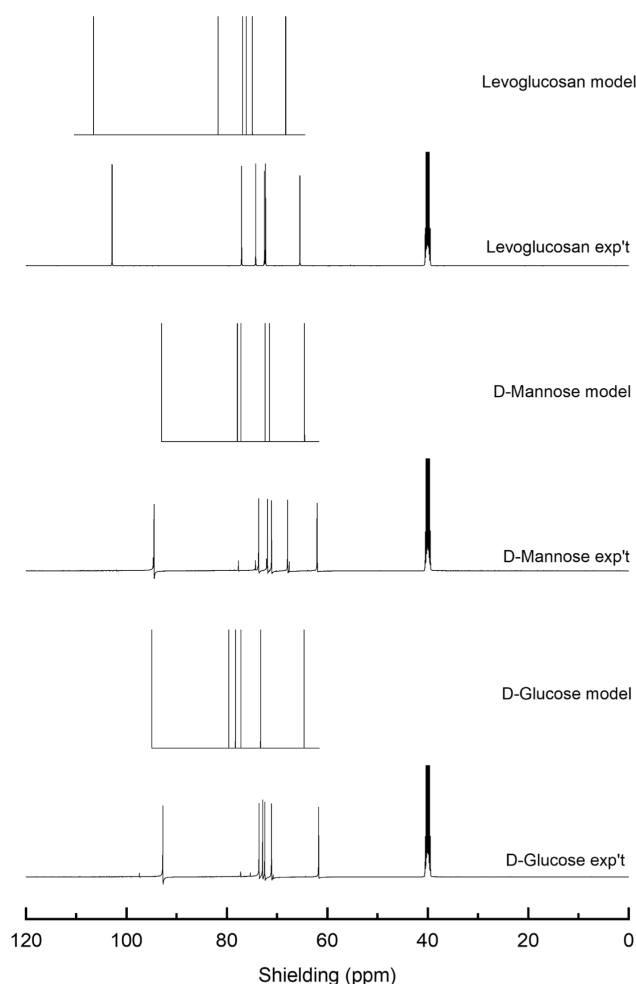 Levoglucosan model
Levoglucosan exp't
D-Mannose model
D-Mannose exp't
D-Glucose model
D-Glucose exp't
120 100 80 60 40 20 0
Shielding (ppm)